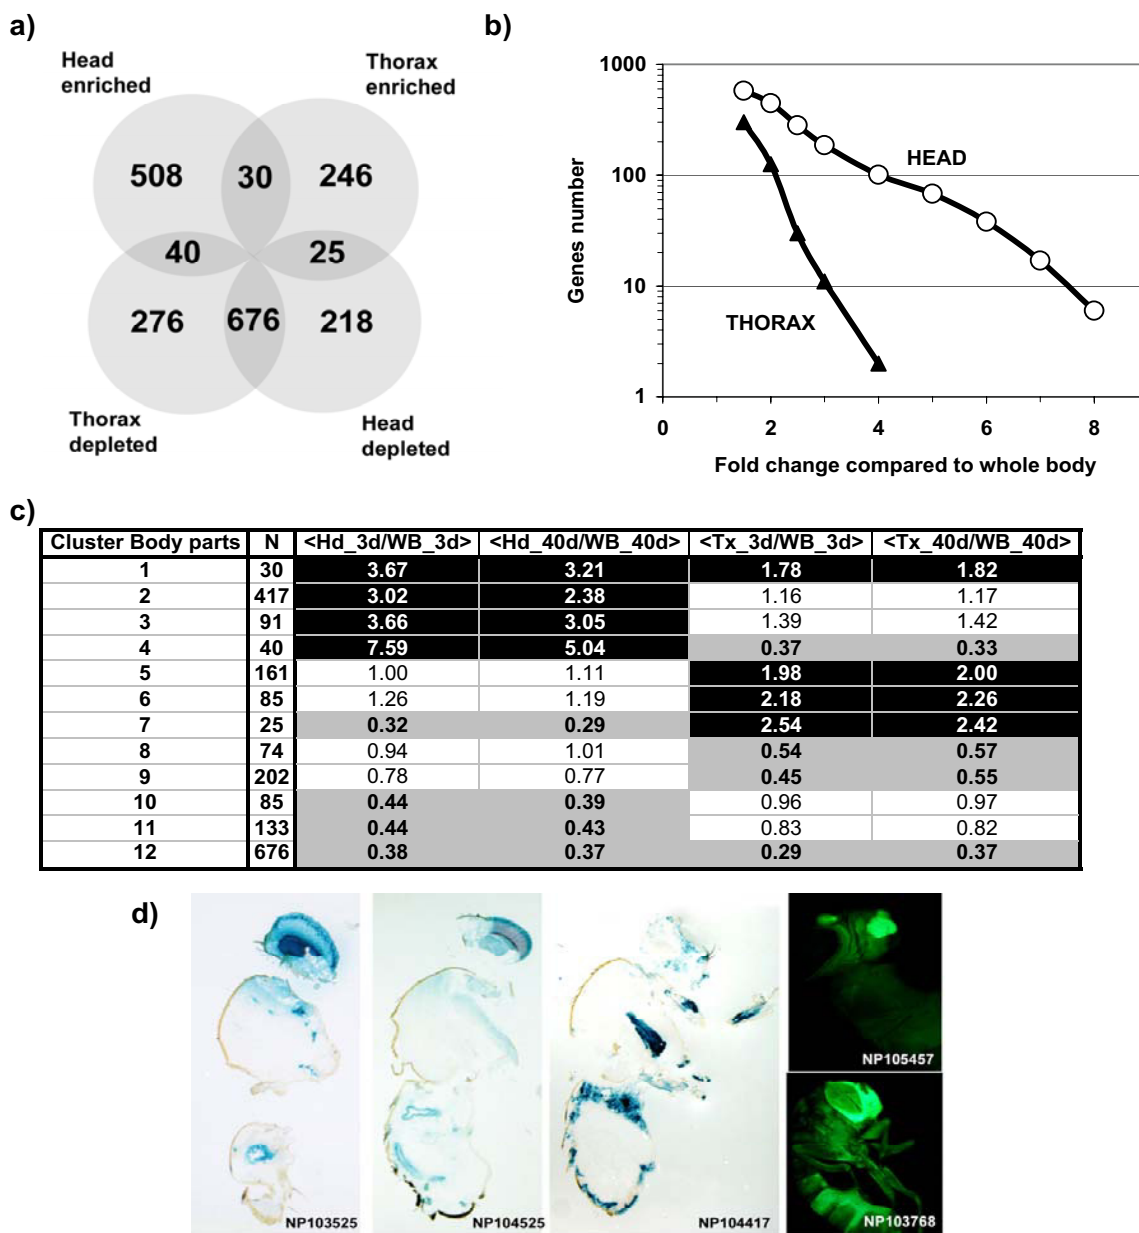 a)
Head
enriched
Thorax
enriched
508
30
246
40
25
276
676
218
Thorax
depleted
Head
depleted
b)
1000
100
10
1
Genes number
HEAD
THORAX
0 2 4 6 8
Fold change compared to whole body
c)
Cluster Body parts N <Hd_3d/WB_3d> <Hd_40d/WB_40d> <Tx_3d/WB_3d> <Tx_40d/WB_40d>
1 30 3.67 3.21 1.78 1.82
2 417 3.02 2.38 1.16 1.17
3 91 3.66 3.05 1.39 1.42
4 40 7.59 5.04 0.37 0.33
5 161 1.00 1.11 1.98 2.00
6 85 1.26 1.19 2.18 2.26
7 25 0.32 0.29 2.54 2.42
8 74 0.94 1.01 0.54 0.57
9 202 0.78 0.77 0.45 0.55
10 85 0.44 0.39 0.96 0.97
11 133 0.44 0.43 0.83 0.82
12 676 0.38 0.37 0.29 0.37
d)
NP103525
NP104525
NP104417
NP105457
NP103768